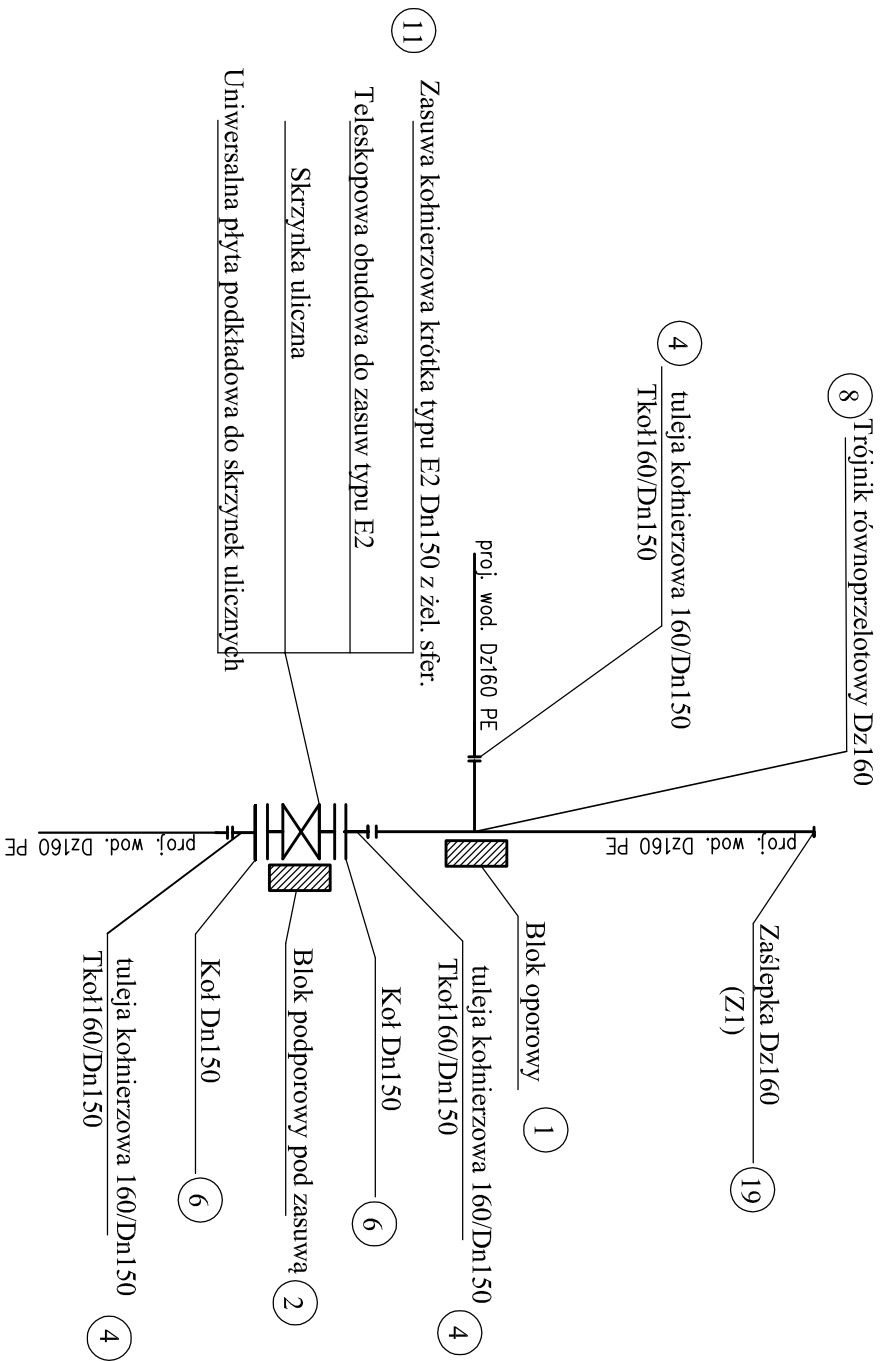 11
Zasuwa kołnierzowa krótka typu E2 Dn150 z żel. sfer.
Teleskopowa obudowa do zasuw typu E2
Skrzynka uliczna
Uniwersalna płyta podkładowa do skrzynek ulicznych
8
Trójnik równoprzelotowy Dz160
4
tuleja kołnierzowa 160/Dn150
Tkoł160/Dn150
proj. wod. Dz160 PE
proj. wod. Dz160 PE
proj. wod. Dz160 PE
Zaślepka Dz160
(Z1)
19
Blok oporowy
1
tuleja kołnierzowa 160/Dn150
Tkoł160/Dn150
4
Koł Dn150
6
Blok podporowy pod zasuwą
2
Koł Dn150
6
tuleja kołnierzowa 160/Dn150
Tkoł160/Dn150
4